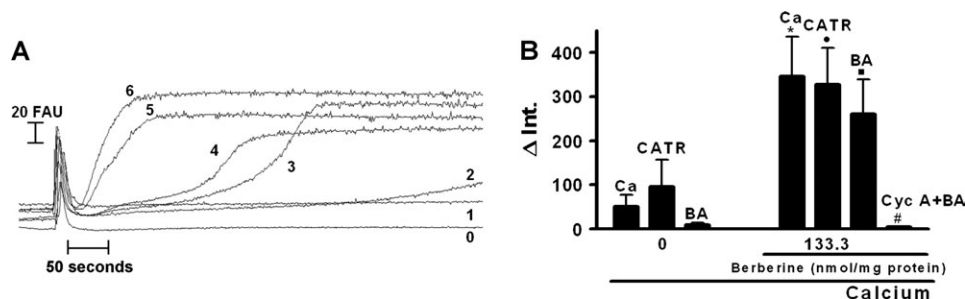 A
20 FAU
6
5
4
3
2
1
0
50 seconds
B
Δ Int.
400
300
200
100
0
Ca
CATR
BA
Ca
*
CATR
•
BA
▪
Cyc A+BA
#
0
133.3
Berberine (nmol/mg protein)
Calcium